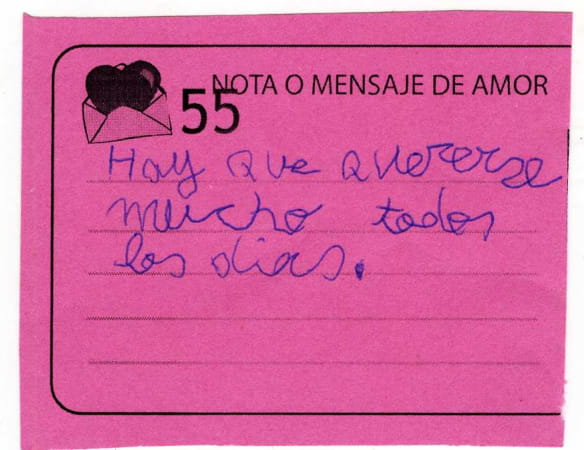 NOTA O MENSAJE DE AMOR
55
Hay que quererse
mucho todos
los dias.